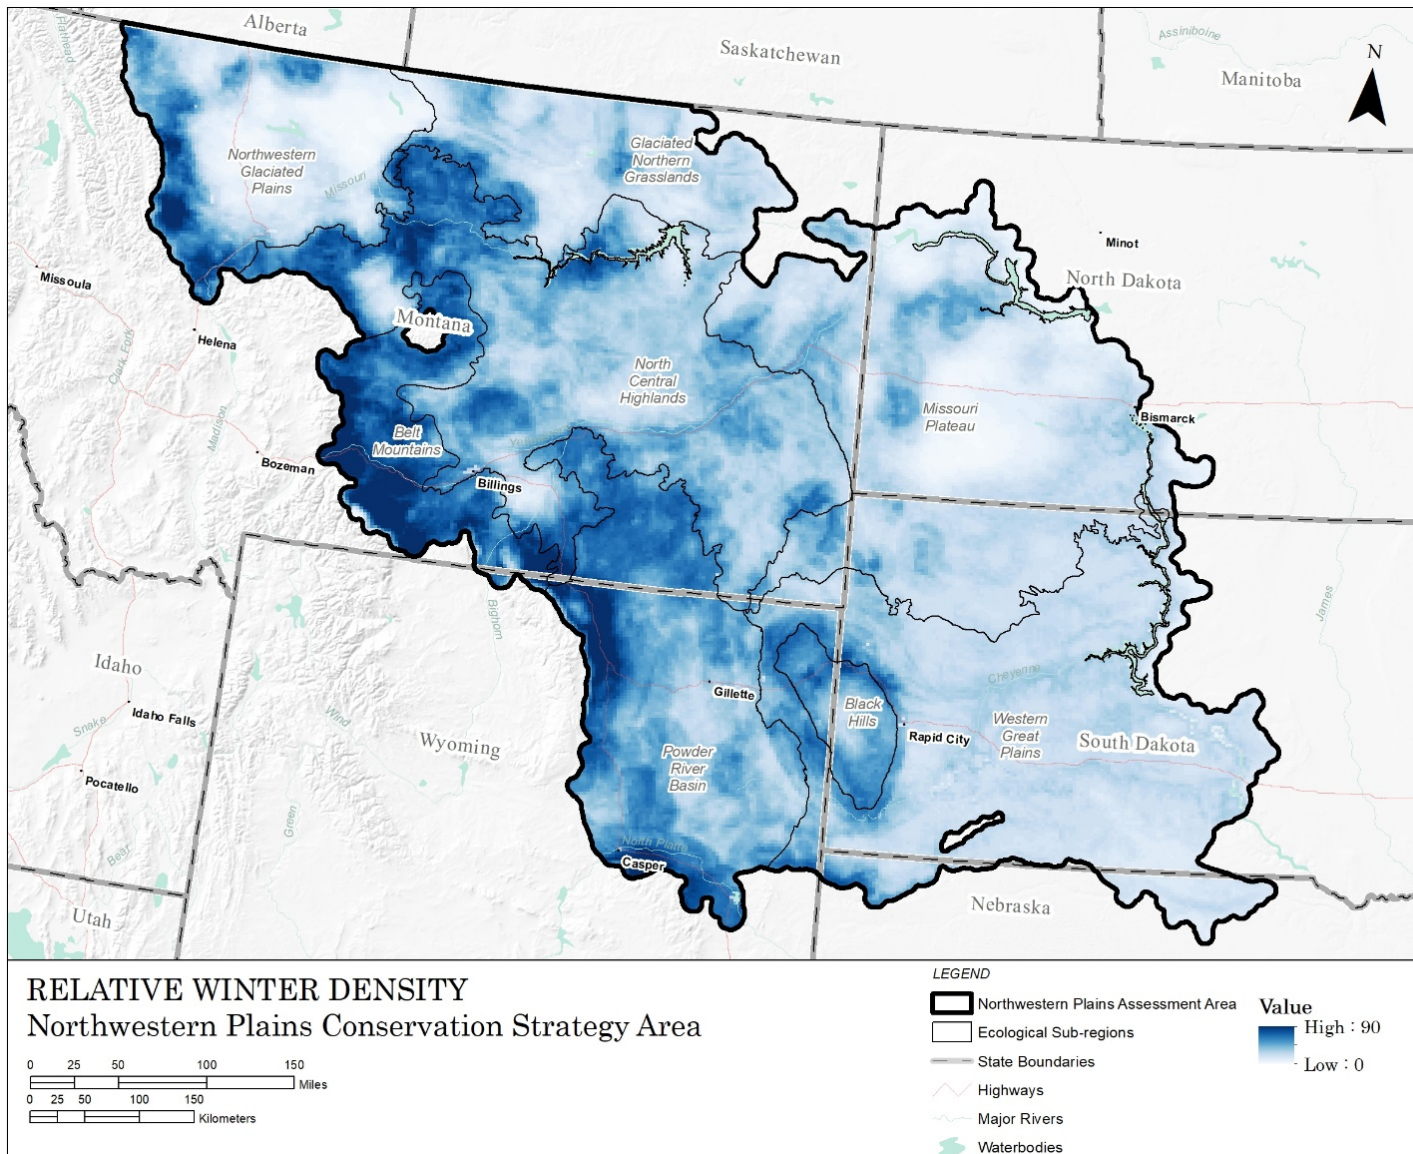 Alberta
Saskatchewan
Assiniboine
Manitoba
N
Flathead
Northwestern
Glaciated
Plains
Missouri
Glaciated
Northern
Grasslands
Minot
North Dakota
Missoula
Helena
Montana
Clark Fork
Madison
North
Central
Highlands
Missouri
Plateau
Bismarck
Belt
Mountains
Bozeman
Billings
Bighorn
James
Idaho
Idaho Falls
Snake
Pocatello
Wind
Wyoming
Green
Bear
Gillette
Powder
River
Basin
Black
Hills
Rapid City
Cheyenne
Western
Great
Plains
South Dakota
North Platte
Casper
Utah
Nebraska
RELATIVE WINTER DENSITY
Northwestern Plains Conservation Strategy Area
0 25 50 100 150
Miles
0 25 50 100 150
Kilometers
LEGEND
Northwestern Plains Assessment Area
Ecological Sub-regions
State Boundaries
Highways
Major Rivers
Waterbodies
Value
High : 90
Low : 0